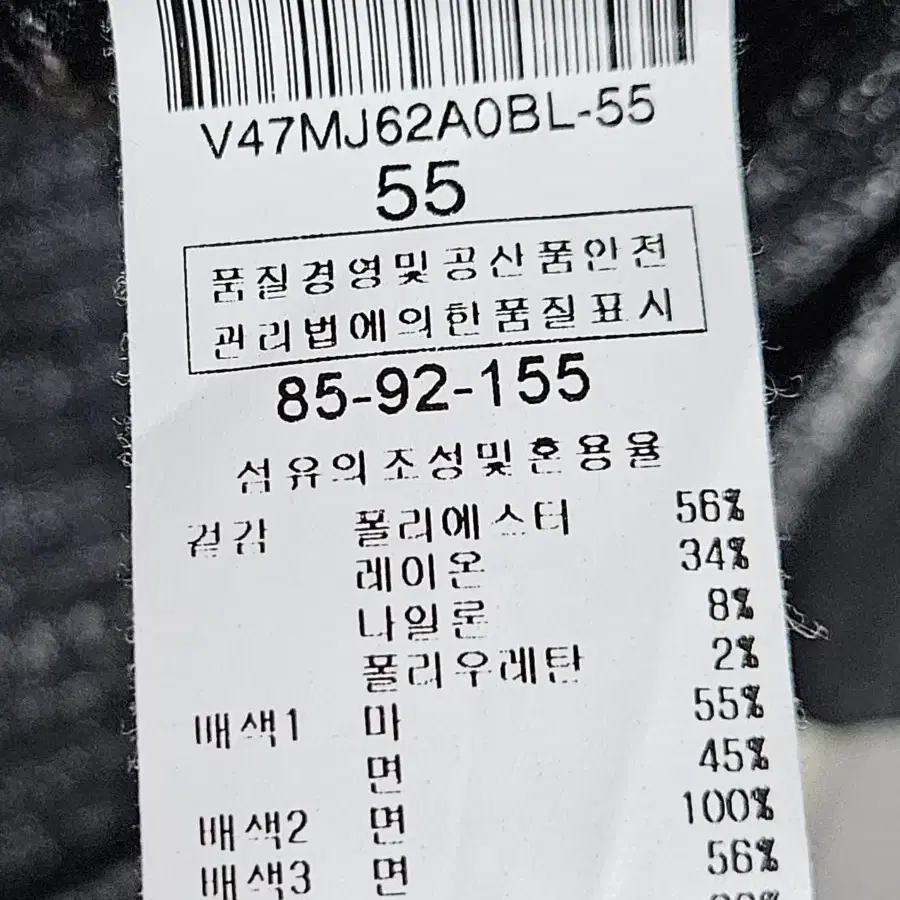 V47MJ62A0BL-55
55
품질경영및공산품안전
관리법에의한품질표시
85-92-155
섬유의조성및혼용율
겉감 폴리에스터 56%
레이온 34%
나일론 8%
폴리우레탄 2%
배색1 마 55%
면 45%
배색2 면 100%
배색3 면 56%